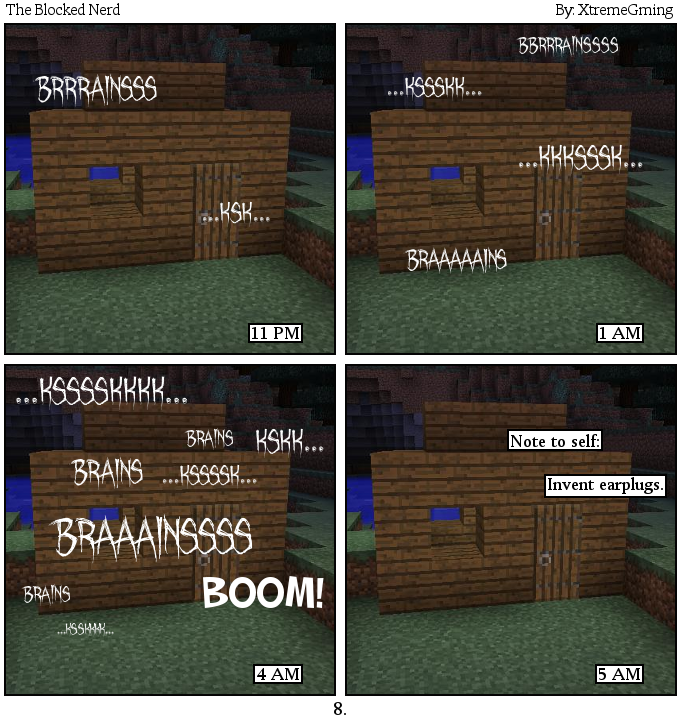 The Blocked Nerd
By: XtremeGming
BRRRAINSSS
...KSK...
11 PM
BBRRRAINSSSS
...KSSSKK...
...KKKSSSK...
BRAAAAAINS
1 AM
...KSSSSKKKK...
BRAINS
KSKK...
BRAINS
...KSSSSK...
BRAAAINSSSS
BRAINS
BOOM!
...KSSKKKK...
4 AM
Note to self:
Invent earplugs.
5 AM
8.